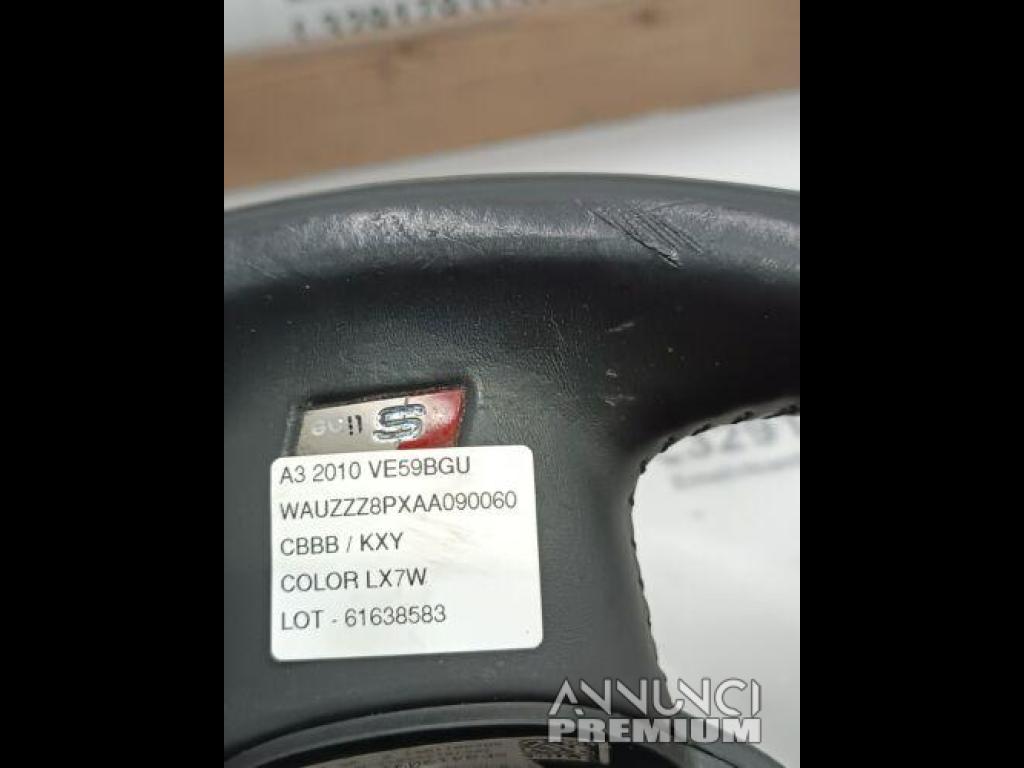 S
A3 2010 VE59BGU
WAUZZZ8PXAA090060
CBBB / KXY
COLOR LX7W
LOT - 61638583
ANNUNCI
PREMIUM